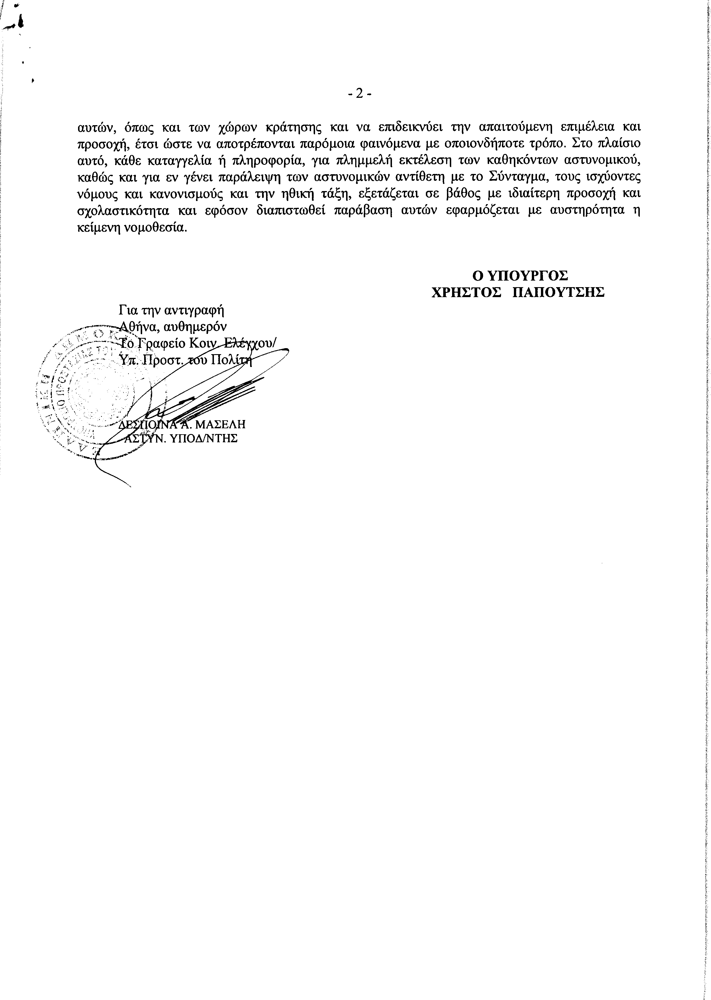 - 2 -
αυτών, όπως και των χώρων κράτησης και να επιδεικνύει την απαιτούμενη επιμέλεια και
προσοχή, έτσι ώστε να αποτρέπονται παρόμοια φαινόμενα με οποιονδήποτε τρόπο. Στο πλαίσιο
αυτό, κάθε καταγγελία ή πληροφορία, για πλημμελή εκτέλεση των καθηκόντων αστυνομικού,
καθώς και για εν γένει παράλειψη των αστυνομικών αντίθετη με το Σύνταγμα, τους ισχύοντες
νόμους και κανονισμούς και την ηθική τάξη, εξετάζεται σε βάθος με ιδιαίτερη προσοχή και
σχολαστικότητα και εφόσον διαπιστωθεί παράβαση αυτών εφαρμόζεται με αυστηρότητα η
κείμενη νομοθεσία.
Ο ΥΠΟΥΡΓΟΣ
ΧΡΗΣΤΟΣ ΠΑΠΟΥΤΣΗΣ
Για την αντιγραφή
Αθήνα, αυθημερόν
Το Γραφείο Κοιν. Ελέγχου/
Υπ. Προστ. του Πολίτη
ΔΕΣΠΟΙΝΑ Α. ΜΑΣΕΛΗ
ΑΣΤΥΝ. ΥΠΟΔ/ΝΤΗΣ